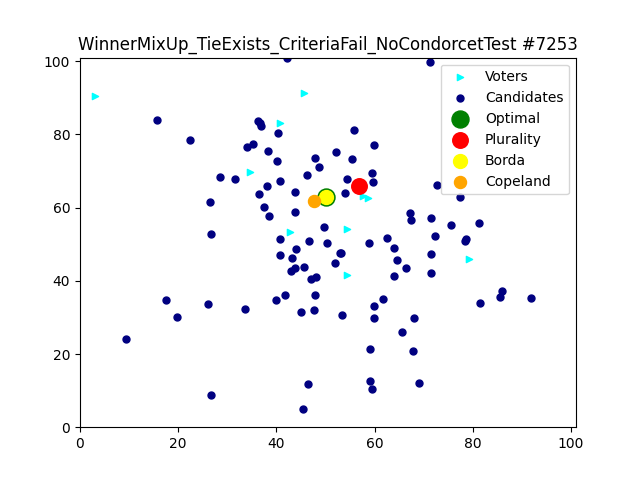 WinnerMixUp_TieExists_CriteriaFail_NoCondorcetTest #7253
Voters
Candidates
Optimal
Plurality
Borda
Copeland
100
80
60
40
20
0
0 20 40 60 80 100